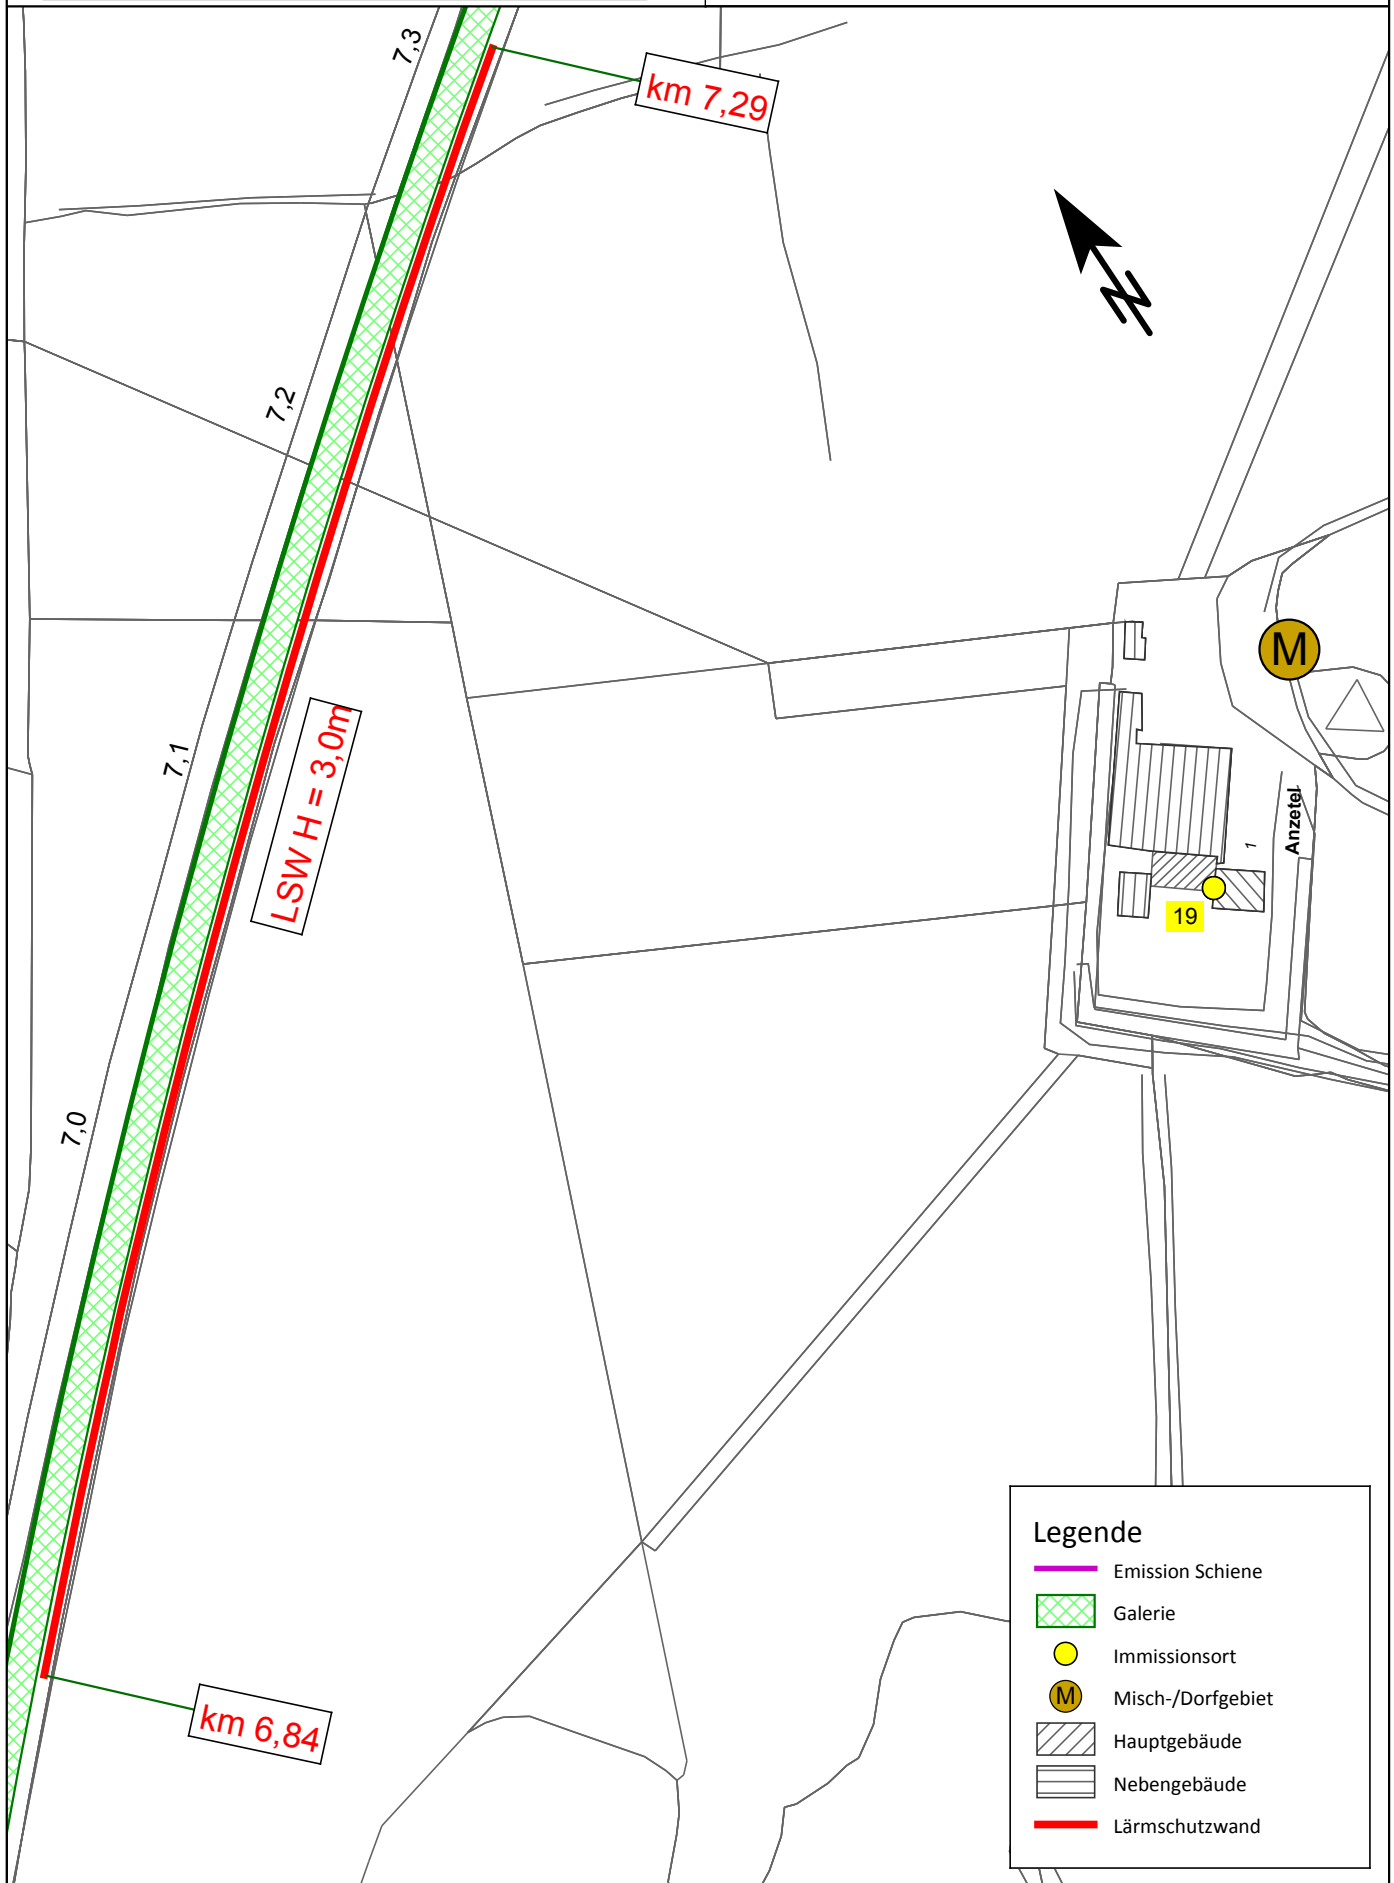 7,3
km 7,29
7,2
M
7,1
LSW H = 3,0m
Anzetel
1
19
7,0
km 6,84
Legende
Emission Schiene
Galerie
Immissionsort
M Misch-/Dorfgebiet
Hauptgebäude
Nebengebäude
Lärmschutzwand